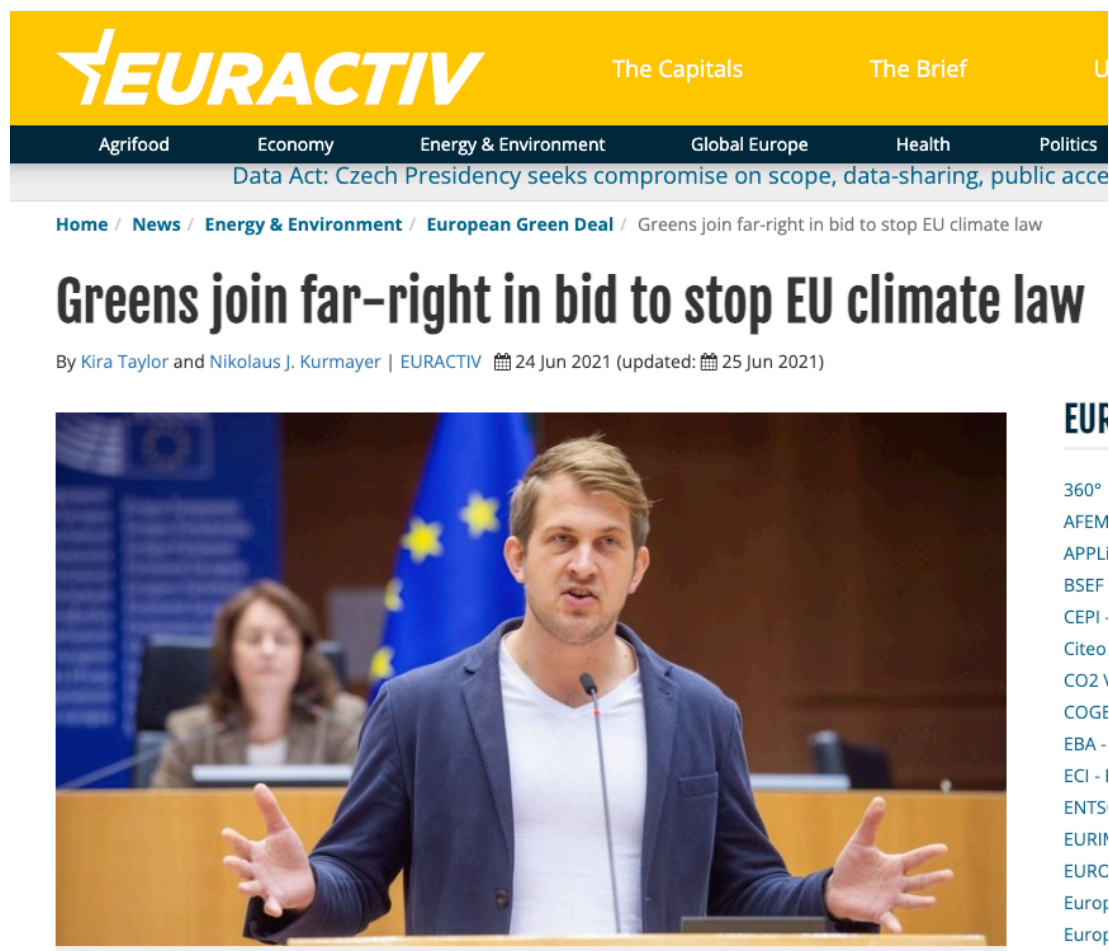 EURACTIV
The Capitals The Brief
Agrifood Economy Energy & Environment Global Europe Health Politics
Data Act: Czech Presidency seeks compromise on scope, data-sharing, public acce
Home / News / Energy & Environment / European Green Deal / Greens join far-right in bid to stop EU climate law
Greens join far-right in bid to stop EU climate law
By Kira Taylor and Nikolaus J. Kurmayer | EURACTIV 24 Jun 2021 (updated: 25 Jun 2021)
EUR
360°
AFEM
APPLi
BSEF
CEPI -
Citeo
CO2 V
COGE
EBA -
ECI - E
ENTS
EURIM
EURO
Europ
Europ